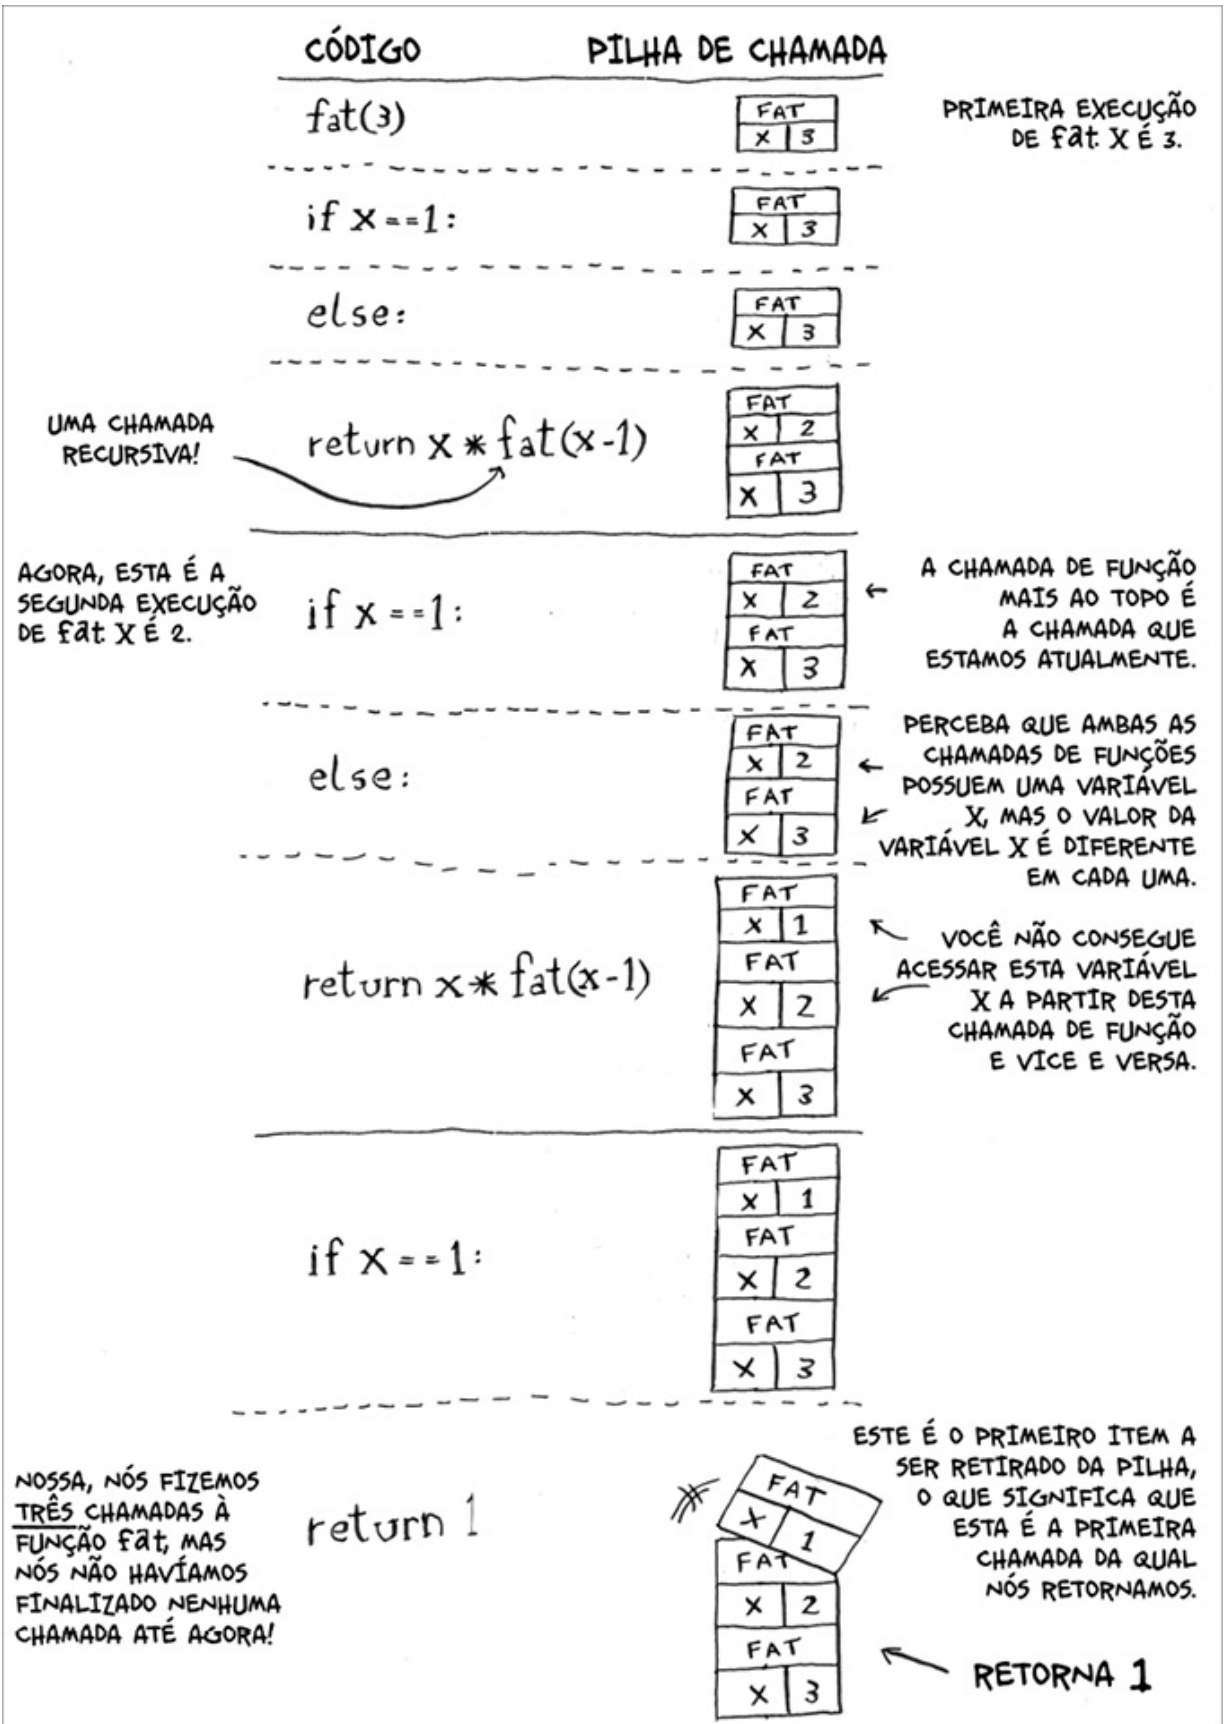 CÓDIGO PILHA DE CHAMADA
fat(3)
FAT
X 3
PRIMEIRA EXECUÇÃO
DE fat. X É 3.
if x==1:
FAT
X 3
else:
FAT
X 3
UMA CHAMADA
RECURSIVA!
return x * fat(x-1)
FAT
X 2
FAT
X 3
AGORA, ESTA É A
SEGUNDA EXECUÇÃO
DE fat. X É 2.
if x==1:
FAT
X 2
FAT
X 3
A CHAMADA DE FUNÇÃO
MAIS AO TOPO É
A CHAMADA QUE
ESTAMOS ATUALMENTE.
else:
FAT
X 2
FAT
X 3
PERCEBA QUE AMBAS AS
CHAMADAS DE FUNÇÕES
POSSUEM UMA VARIÁVEL
X, MAS O VALOR DA
VARIÁVEL X É DIFERENTE
EM CADA UMA.
return x * fat(x-1)
FAT
X 1
FAT
X 2
FAT
X 3
VOCÊ NÃO CONSEGUE
ACESSAR ESTA VARIÁVEL
X A PARTIR DESTA
CHAMADA DE FUNÇÃO
E VICE E VERSA.
if x==1:
FAT
X 1
FAT
X 2
FAT
X 3
NOSSA, NÓS FIZEMOS
TRÊS CHAMADAS À
FUNÇÃO fat, MAS
NÓS NÃO HAVÍAMOS
FINALIZADO NENHUMA
CHAMADA ATÉ AGORA!
return 1
FAT
X 1
FAT
X 2
FAT
X 3
ESTE É O PRIMEIRO ITEM A
SER RETIRADO DA PILHA,
O QUE SIGNIFICA QUE
ESTA É A PRIMEIRA
CHAMADA DA QUAL
NÓS RETORNAMOS.
RETORNA 1